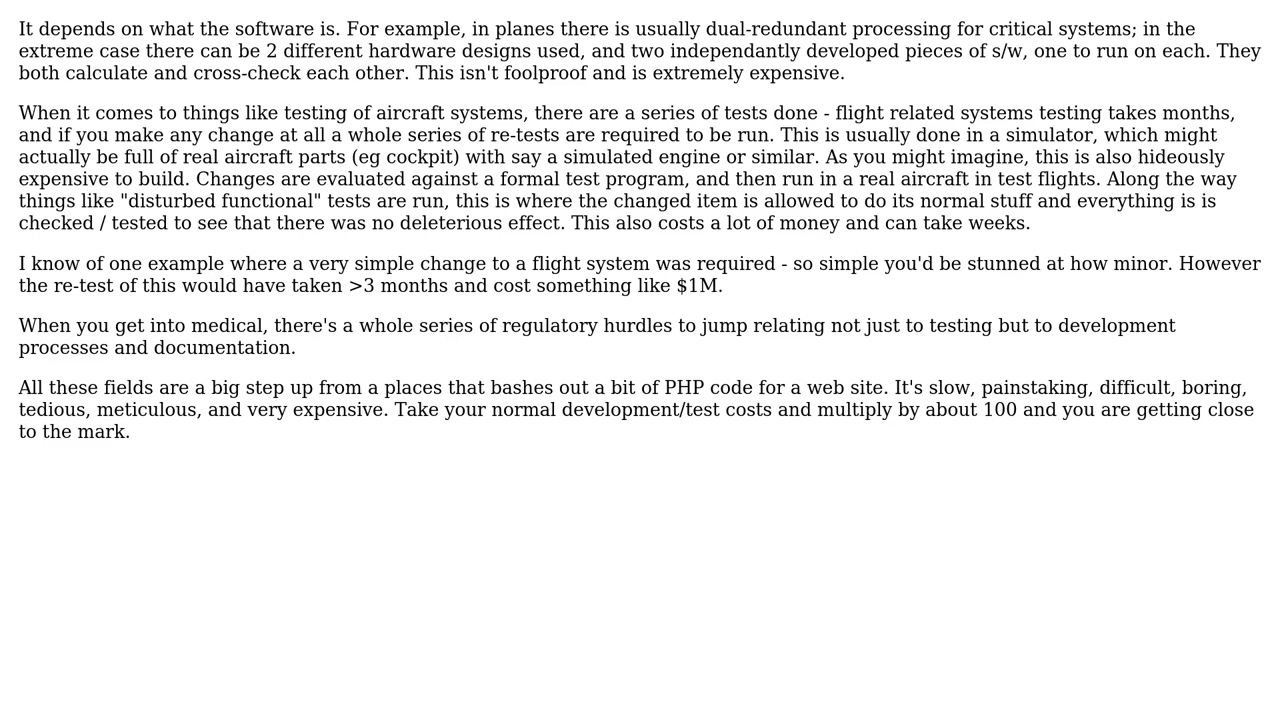 It depends on what the software is. For example, in planes there is usually dual-redundant processing for critical systems; in the
extreme case there can be 2 different hardware designs used, and two independantly developed pieces of s/w, one to run on each. They
both calculate and cross-check each other. This isn't foolproof and is extremely expensive.
When it comes to things like testing of aircraft systems, there are a series of tests done - flight related systems testing takes months,
and if you make any change at all a whole series of re-tests are required to be run. This is usually done in a simulator, which might
actually be full of real aircraft parts (eg cockpit) with say a simulated engine or similar. As you might imagine, this is also hideously
expensive to build. Changes are evaluated against a formal test program, and then run in a real aircraft in test flights. Along the way
things like "disturbed functional" tests are run, this is where the changed item is allowed to do its normal stuff and everything is is
checked / tested to see that there was no deleterious effect. This also costs a lot of money and can take weeks.
I know of one example where a very simple change to a flight system was required - so simple you'd be stunned at how minor. However
the re-test of this would have taken >3 months and cost something like $1M.
When you get into medical, there's a whole series of regulatory hurdles to jump relating not just to testing but to development
processes and documentation.
All these fields are a big step up from a places that bashes out a bit of PHP code for a web site. It's slow, painstaking, difficult, boring,
tedious, meticulous, and very expensive. Take your normal development/test costs and multiply by about 100 and you are getting close
to the mark.